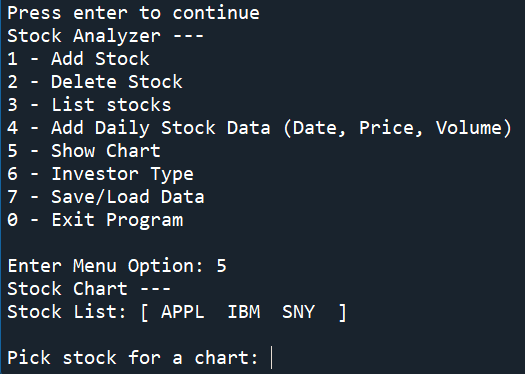 Press enter to continue
Stock Analyzer ---
1 - Add Stock
2 - Delete Stock
3 - List stocks
4 - Add Daily Stock Data (Date, Price, Volume)
5 - Show Chart
6 - Investor Type
7 - Save/Load Data
0 - Exit Program
Enter Menu Option: 5
Stock Chart ---
Stock List: [ APPL  IBM  SNY  ]
Pick stock for a chart: